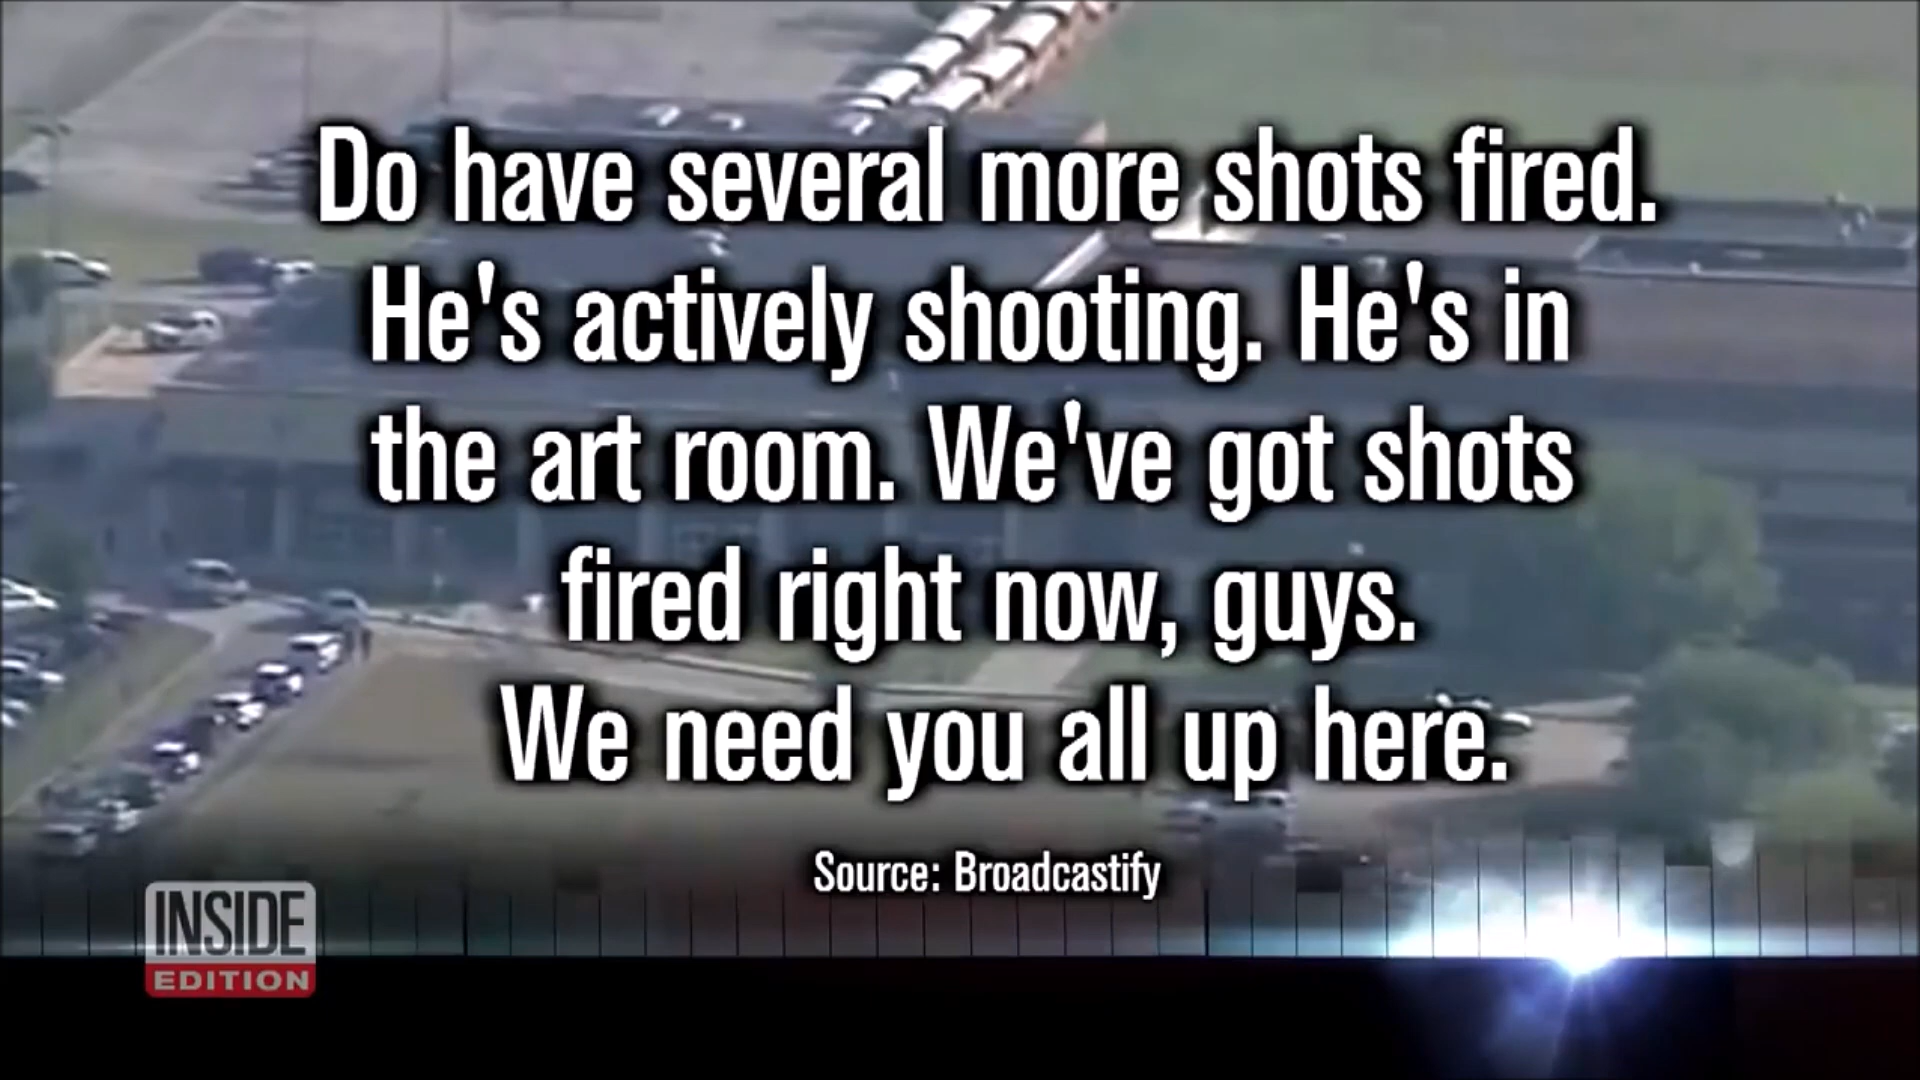 Do have several more shots fired.
He's actively shooting. He's in
the art room. We've got shots
fired right now, guys.
We need you all up here.
Source: Broadcastify
INSIDE
EDITION